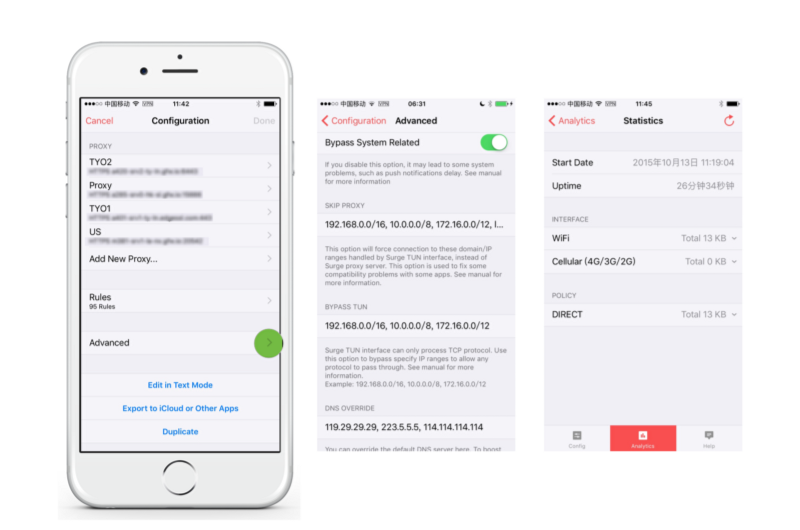 中国移动 VPN 11:42
Cancel Configuration Done
PROXY
TYO2
Proxy
TYO1
US
Add New Proxy...
Rules
95 Rules
Advanced
Edit in Text Mode
Export to iCloud or Other Apps
Duplicate
中国移动 VPN 06:31
Configuration Advanced
Bypass System Related
If you disable this option, it may lead to some system
problems, such as push notifications delay. See manual
for more information
SKIP PROXY
192.168.0.0/16, 10.0.0.0/8, 172.16.0.0/12, l...
This option will force connection to these domain/IP
ranges handled by Surge TUN interface, instead of
Surge proxy server. This option is used to fix some
compatibility problems with some apps. See manual for
more information.
BYPASS TUN
192.168.0.0/16, 10.0.0.0/8, 172.16.0.0/12
Surge TUN interface can only process TCP protocol. Use
this option to bypass specify IP ranges to allow any
protocol to pass through. See manual for more
information.
Example: 192.168.0.0/16, 10.0.0.0/8, 172.16.0.0/12
DNS OVERRIDE
119.29.29.29, 223.5.5.5, 114.114.114.114
You can override the default DNS server here. To boost
中国移动 VPN 11:45
Analytics Statistics
Start Date 2015年10月13日 11:19:04
Uptime 26分钟34秒钟
INTERFACE
WiFi Total 13 KB
Cellular (4G/3G/2G) Total 0 KB
POLICY
DIRECT Total 13 KB
Config Analytics Help